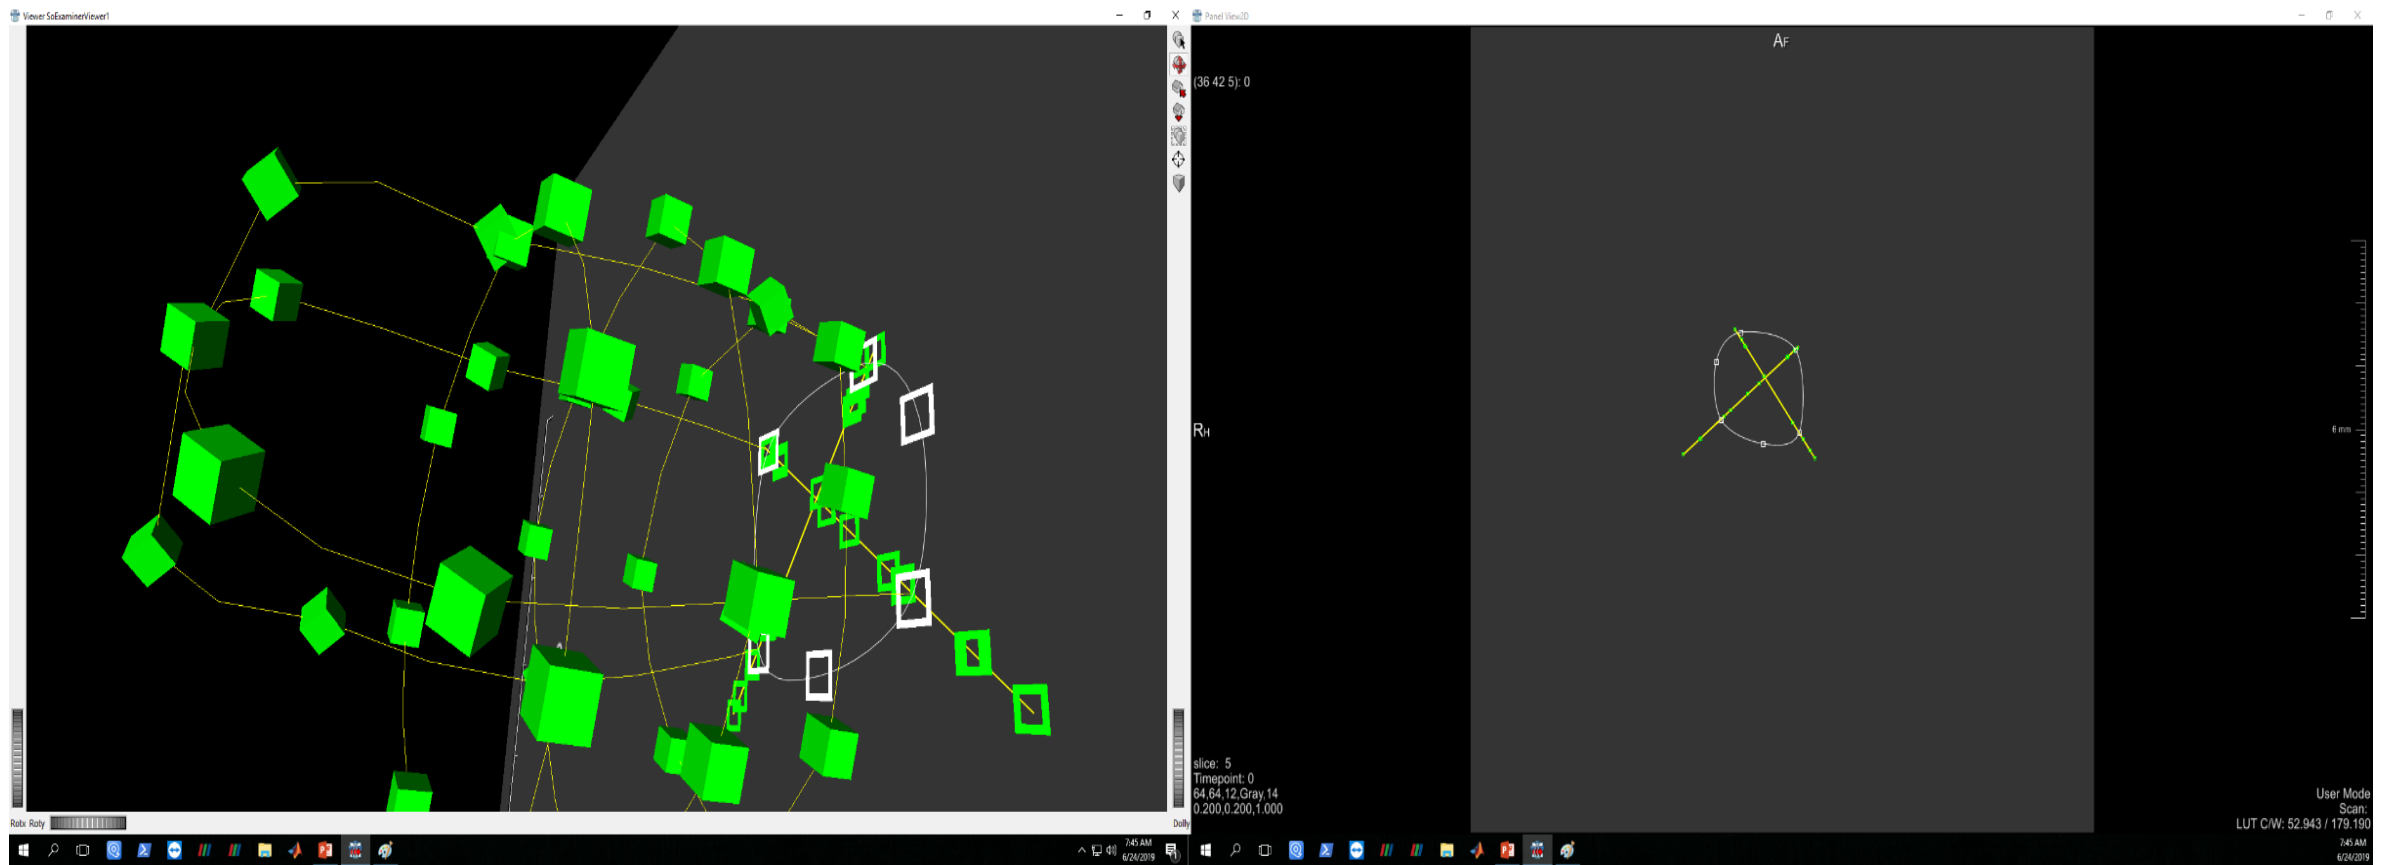 Viewer SoExaminerViewer1
Rotx Roty
Dolly
7:45 AM
6/24/2019
Panel View2D
AF
(36 42 5): 0
RH
6 mm
slice: 5
Timepoint: 0
64,64,12,Gray,14
0.200,0.200,1.000
User Mode
Scan:
LUT C/W: 52.943 / 179.190
7:45 AM
6/24/2019